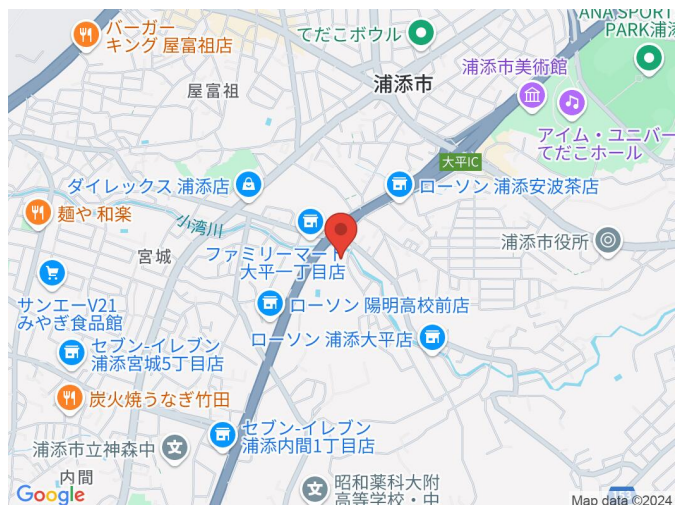 バーガー
キング 屋富祖店
てだこボウル
ANA SPORT
PARK浦添
浦添市
浦添市美術館
屋富祖
アイム・ユニバー
てだこホール
大平IC
ダイレックス 浦添店
ローソン 浦添安波茶店
麺や 和楽
小湾川
宮城
ファミリーマート
大平一丁目店
浦添市役所
サンエーV21
みやぎ食品館
ローソン 陽明高校前店
ローソン 浦添大平店
セブン-イレブン
浦添宮城5丁目店
炭火焼うなぎ竹田
セブン-イレブン
浦添内間1丁目店
浦添市立神森中
内間
昭和薬科大附
高等学校・中
153
Google
Map data ©2024